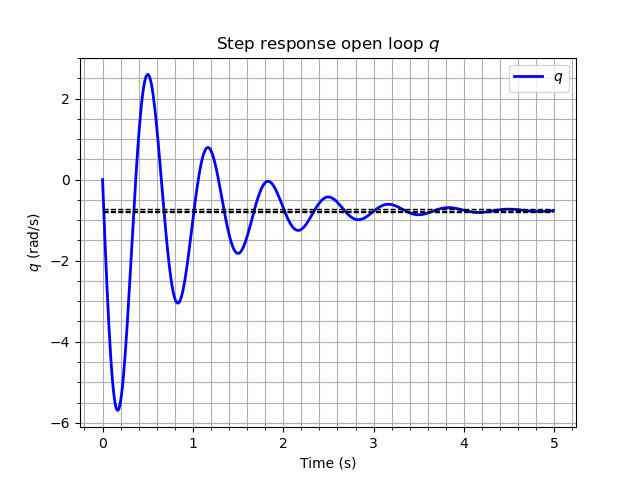 Step response open loop q
q
2
0
−2
−4
−6
q (rad/s)
0 1 2 3 4 5
Time (s)